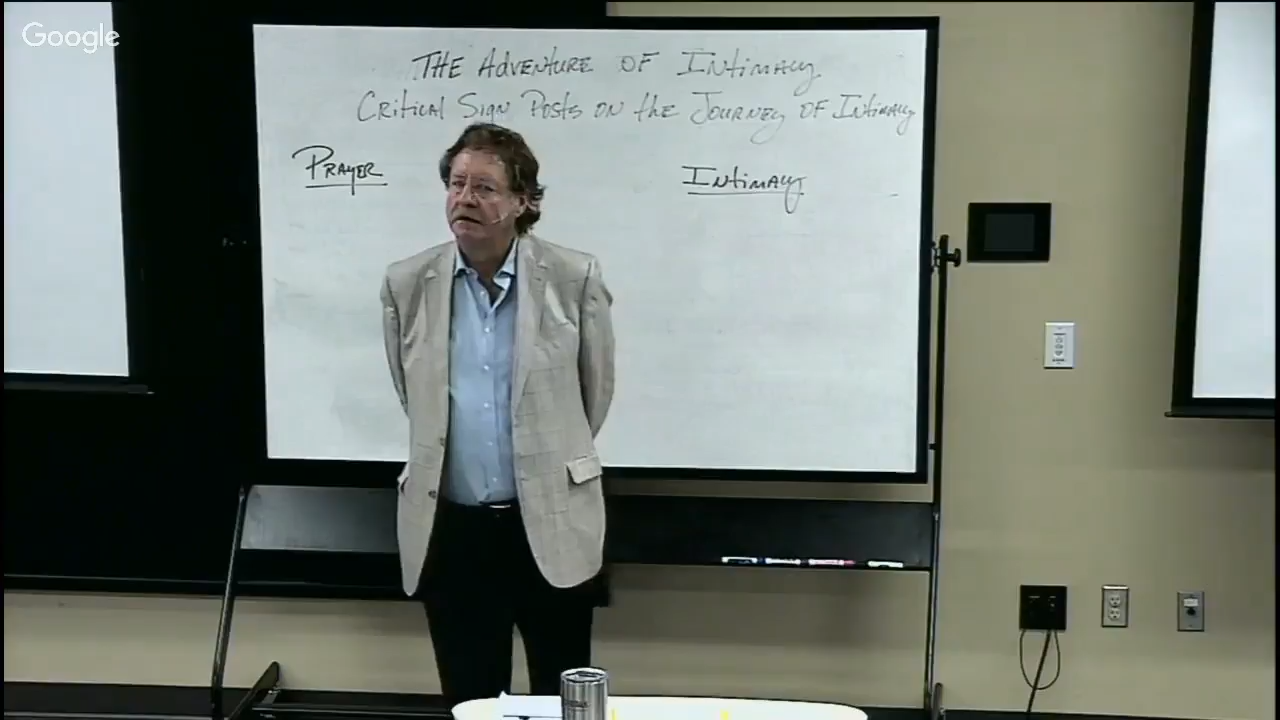 Google
THE ADVENTURE OF INTIMACY
CRITICAL SIGN POSTS ON the JOURNEY OF INTIMACY
PRAYER
INTIMACY